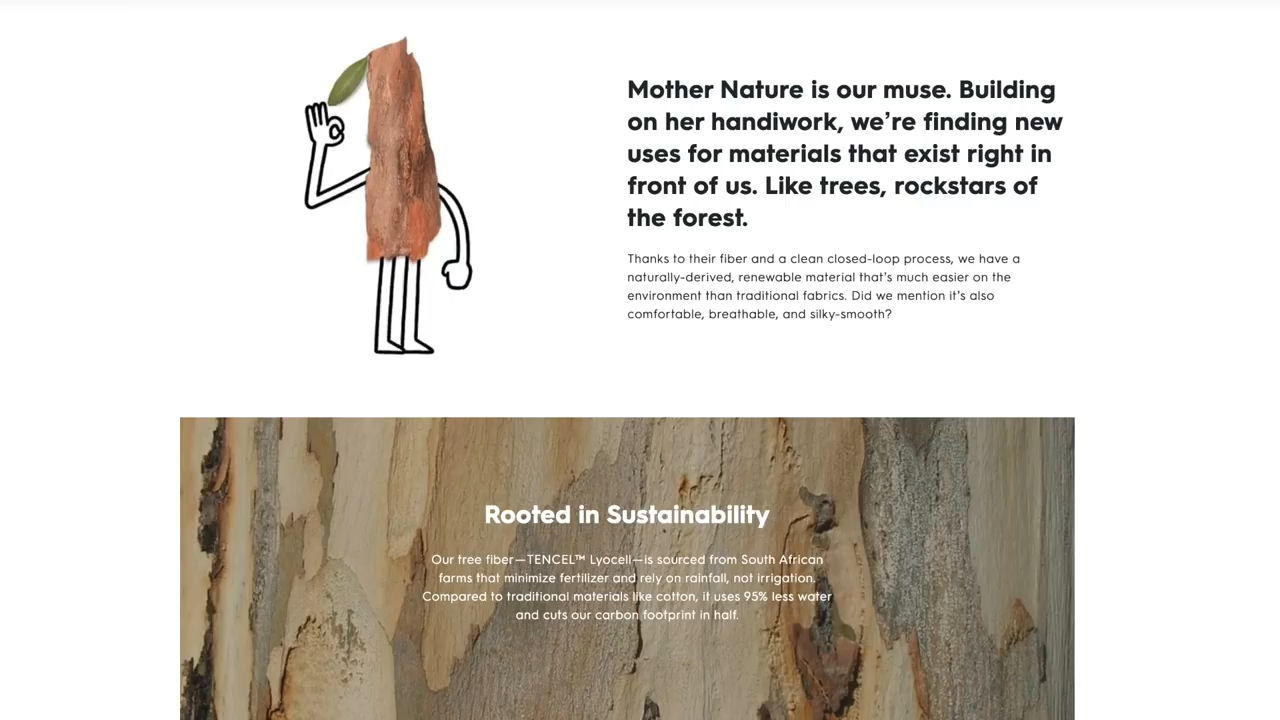 Mother Nature is our muse. Building
on her handiwork, we’re finding new
uses for materials that exist right in
front of us. Like trees, rockstars of
the forest.
Thanks to their fiber and a clean closed-loop process, we have a
naturally-derived, renewable material that's much easier on the
environment than traditional fabrics. Did we mention it's also
comfortable, breathable, and silky-smooth?
Rooted in Sustainability
Our tree fiber—TENCEL™ Lyocell—is sourced from South African
farms that minimize fertilizer and rely on rainfall, not irrigation.
Compared to traditional materials like cotton, it uses 95% less water
and cuts our carbon footprint in half.